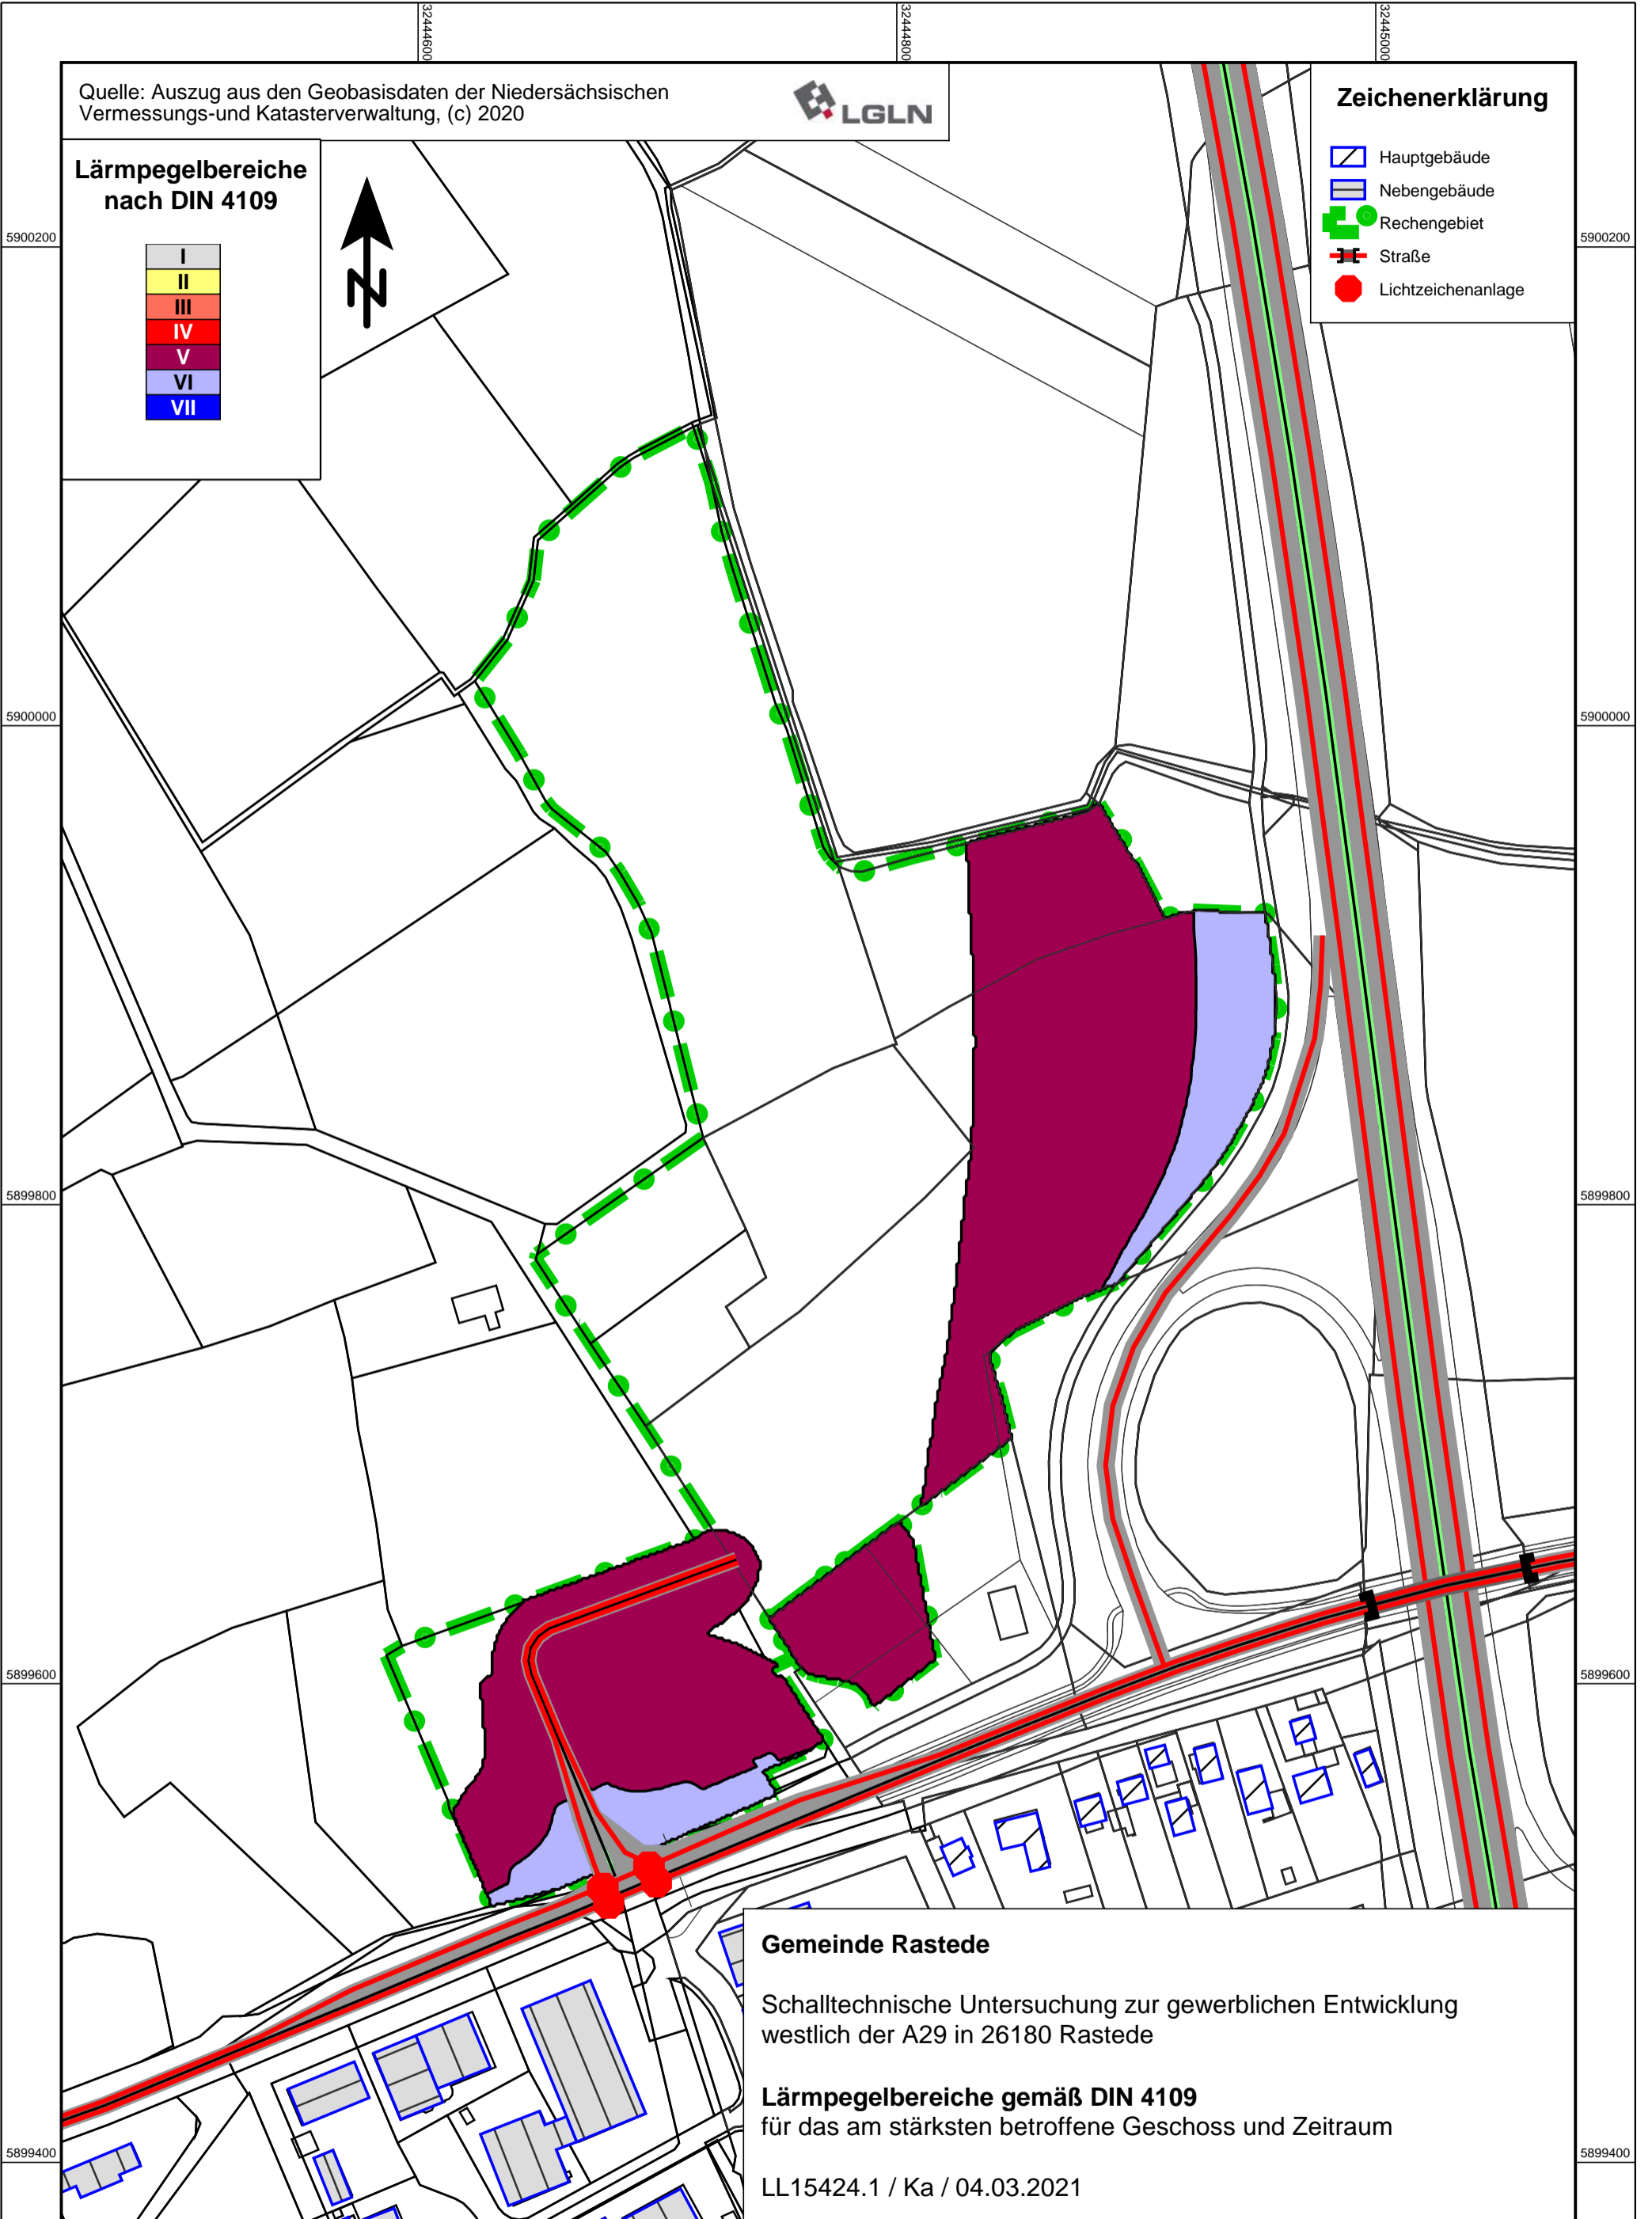 32444600
32444800
32445000
Quelle: Auszug aus den Geobasisdaten der Niedersächsischen
Vermessungs-und Katasterverwaltung, (c) 2020
LGLN
Zeichenerklärung
Hauptgebäude
Nebengebäude
Rechengebiet
Straße
Lichtzeichenanlage
Lärmpegelbereiche
nach DIN 4109
I
II
III
IV
V
VI
VII
N
5900200
5900200
5900000
5900000
5899800
5899800
5899600
5899600
5899400
5899400
Gemeinde Rastede
Schalltechnische Untersuchung zur gewerblichen Entwicklung
westlich der A29 in 26180 Rastede
Lärmpegelbereiche gemäß DIN 4109
für das am stärksten betroffene Geschoss und Zeitraum
LL15424.1 / Ka / 04.03.2021